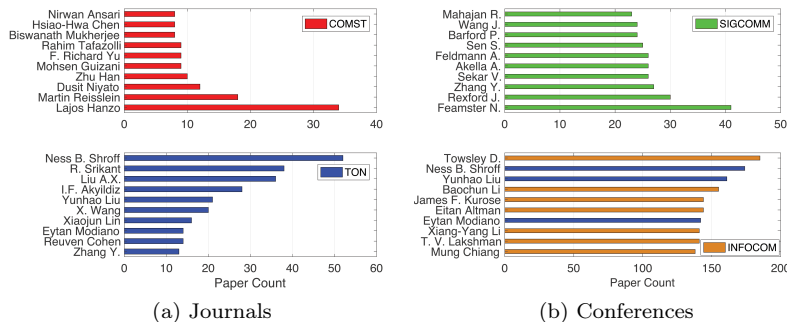 Nirwan Ansari
Hsiao-Hwa Chen
Biswanath Mukherjee
Rahim Tafazolli
F. Richard Yu
Mohsen Guizani
Zhu Han
Dusit Niyato
Martin Reisslein
Lajos Hanzo
COMST
0 10 20 30 40
Mahajan R.
Wang J.
Barford P.
Sen S.
Feldmann A.
Akella A.
Sekar V.
Zhang Y.
Rexford J.
Feamster N.
SIGCOMM
0 10 20 30 40 50
Ness B. Shroff
R. Srikant
Liu A.X.
I.F. Akyildiz
Yunhao Liu
X. Wang
Xiaojun Lin
Eytan Modiano
Reuven Cohen
Zhang Y.
TON
0 10 20 30 40 50 60
Paper Count
Towsley D.
Ness B. Shroff
Yunhao Liu
Baochun Li
James F. Kurose
Eitan Altman
Eytan Modiano
Xiang-Yang Li
T. V. Lakshman
Mung Chiang
INFOCOM
0 50 100 150 200
Paper Count
(a) Journals
(b) Conferences